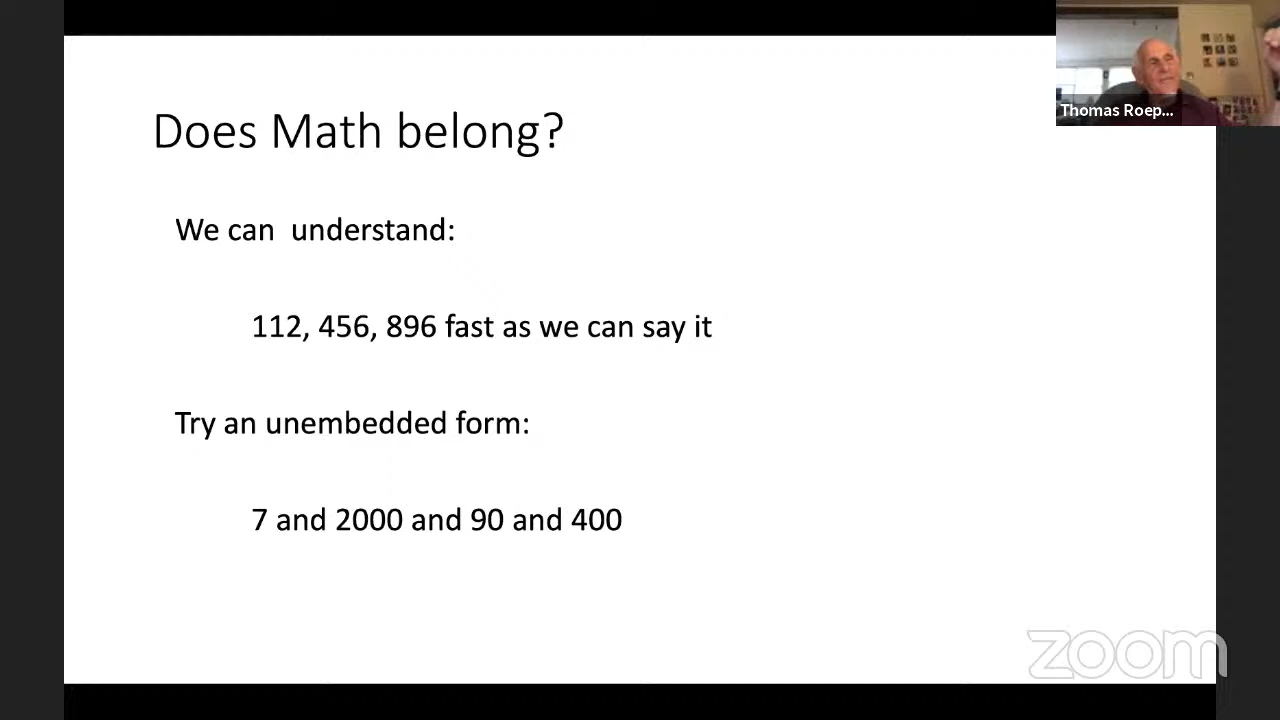 Does Math belong?
We can understand:
112, 456, 896 fast as we can say it
Try an unembedded form:
7 and 2000 and 90 and 400
Thomas Roep...
zoom